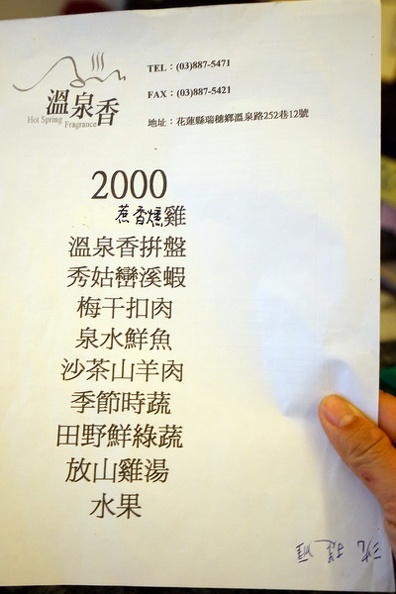 溫泉香
Hot Spring
Fragrance
TEL：(03)887-5471
FAX：(03)887-5421
地址：花蓮縣瑞穗鄉溫泉路252巷12號
2000
蔗香燻雞
溫泉香拼盤
秀姑巒溪蝦
梅干扣肉
泉水鮮魚
沙茶山羊肉
季節時蔬
田野鮮綠蔬
放山雞湯
水果